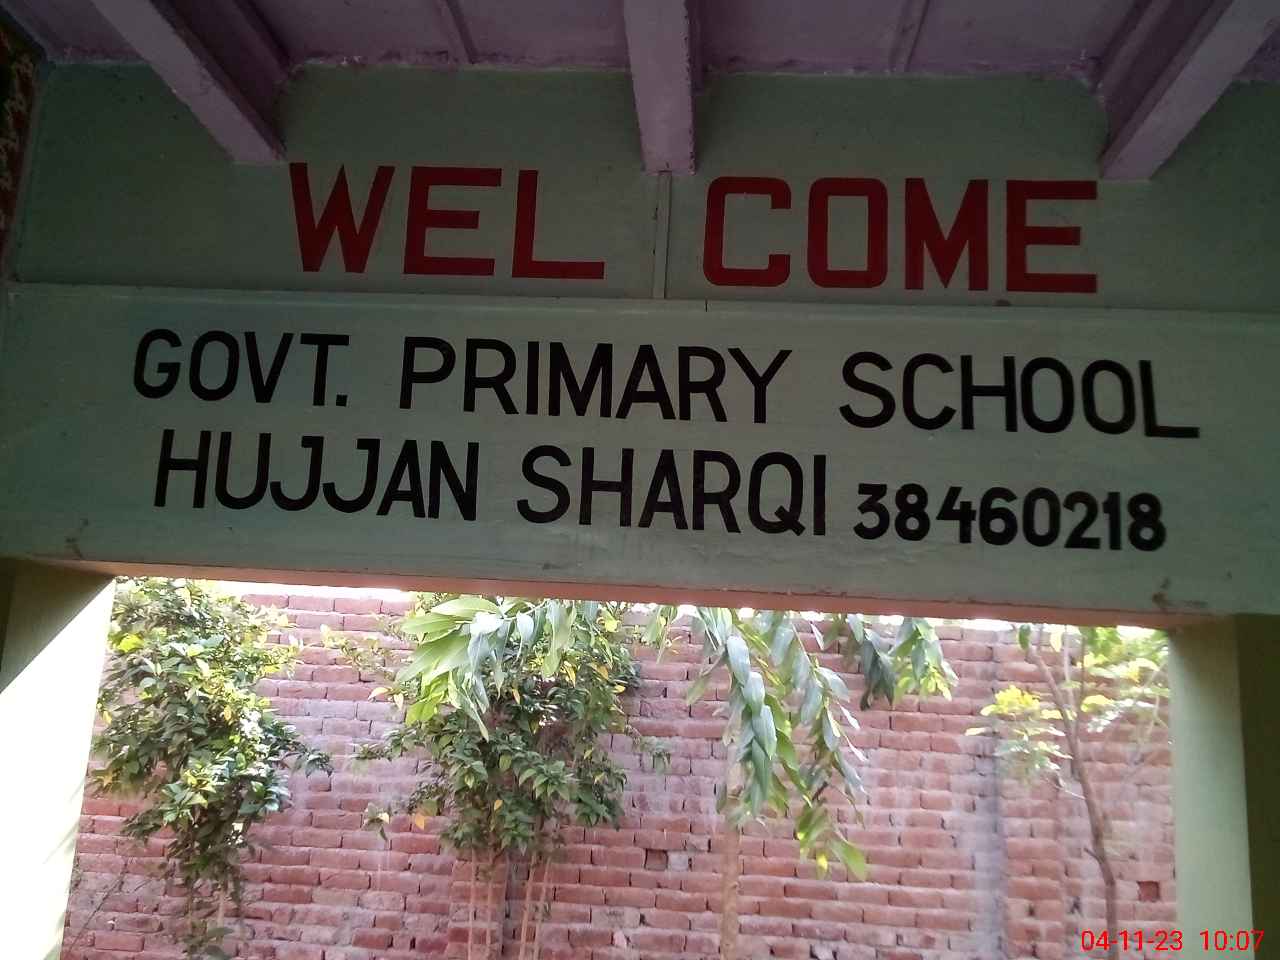 WEL COME
GOVT. PRIMARY SCHOOL
HUJJAN SHARQI 38460218
04-11-23 10:07